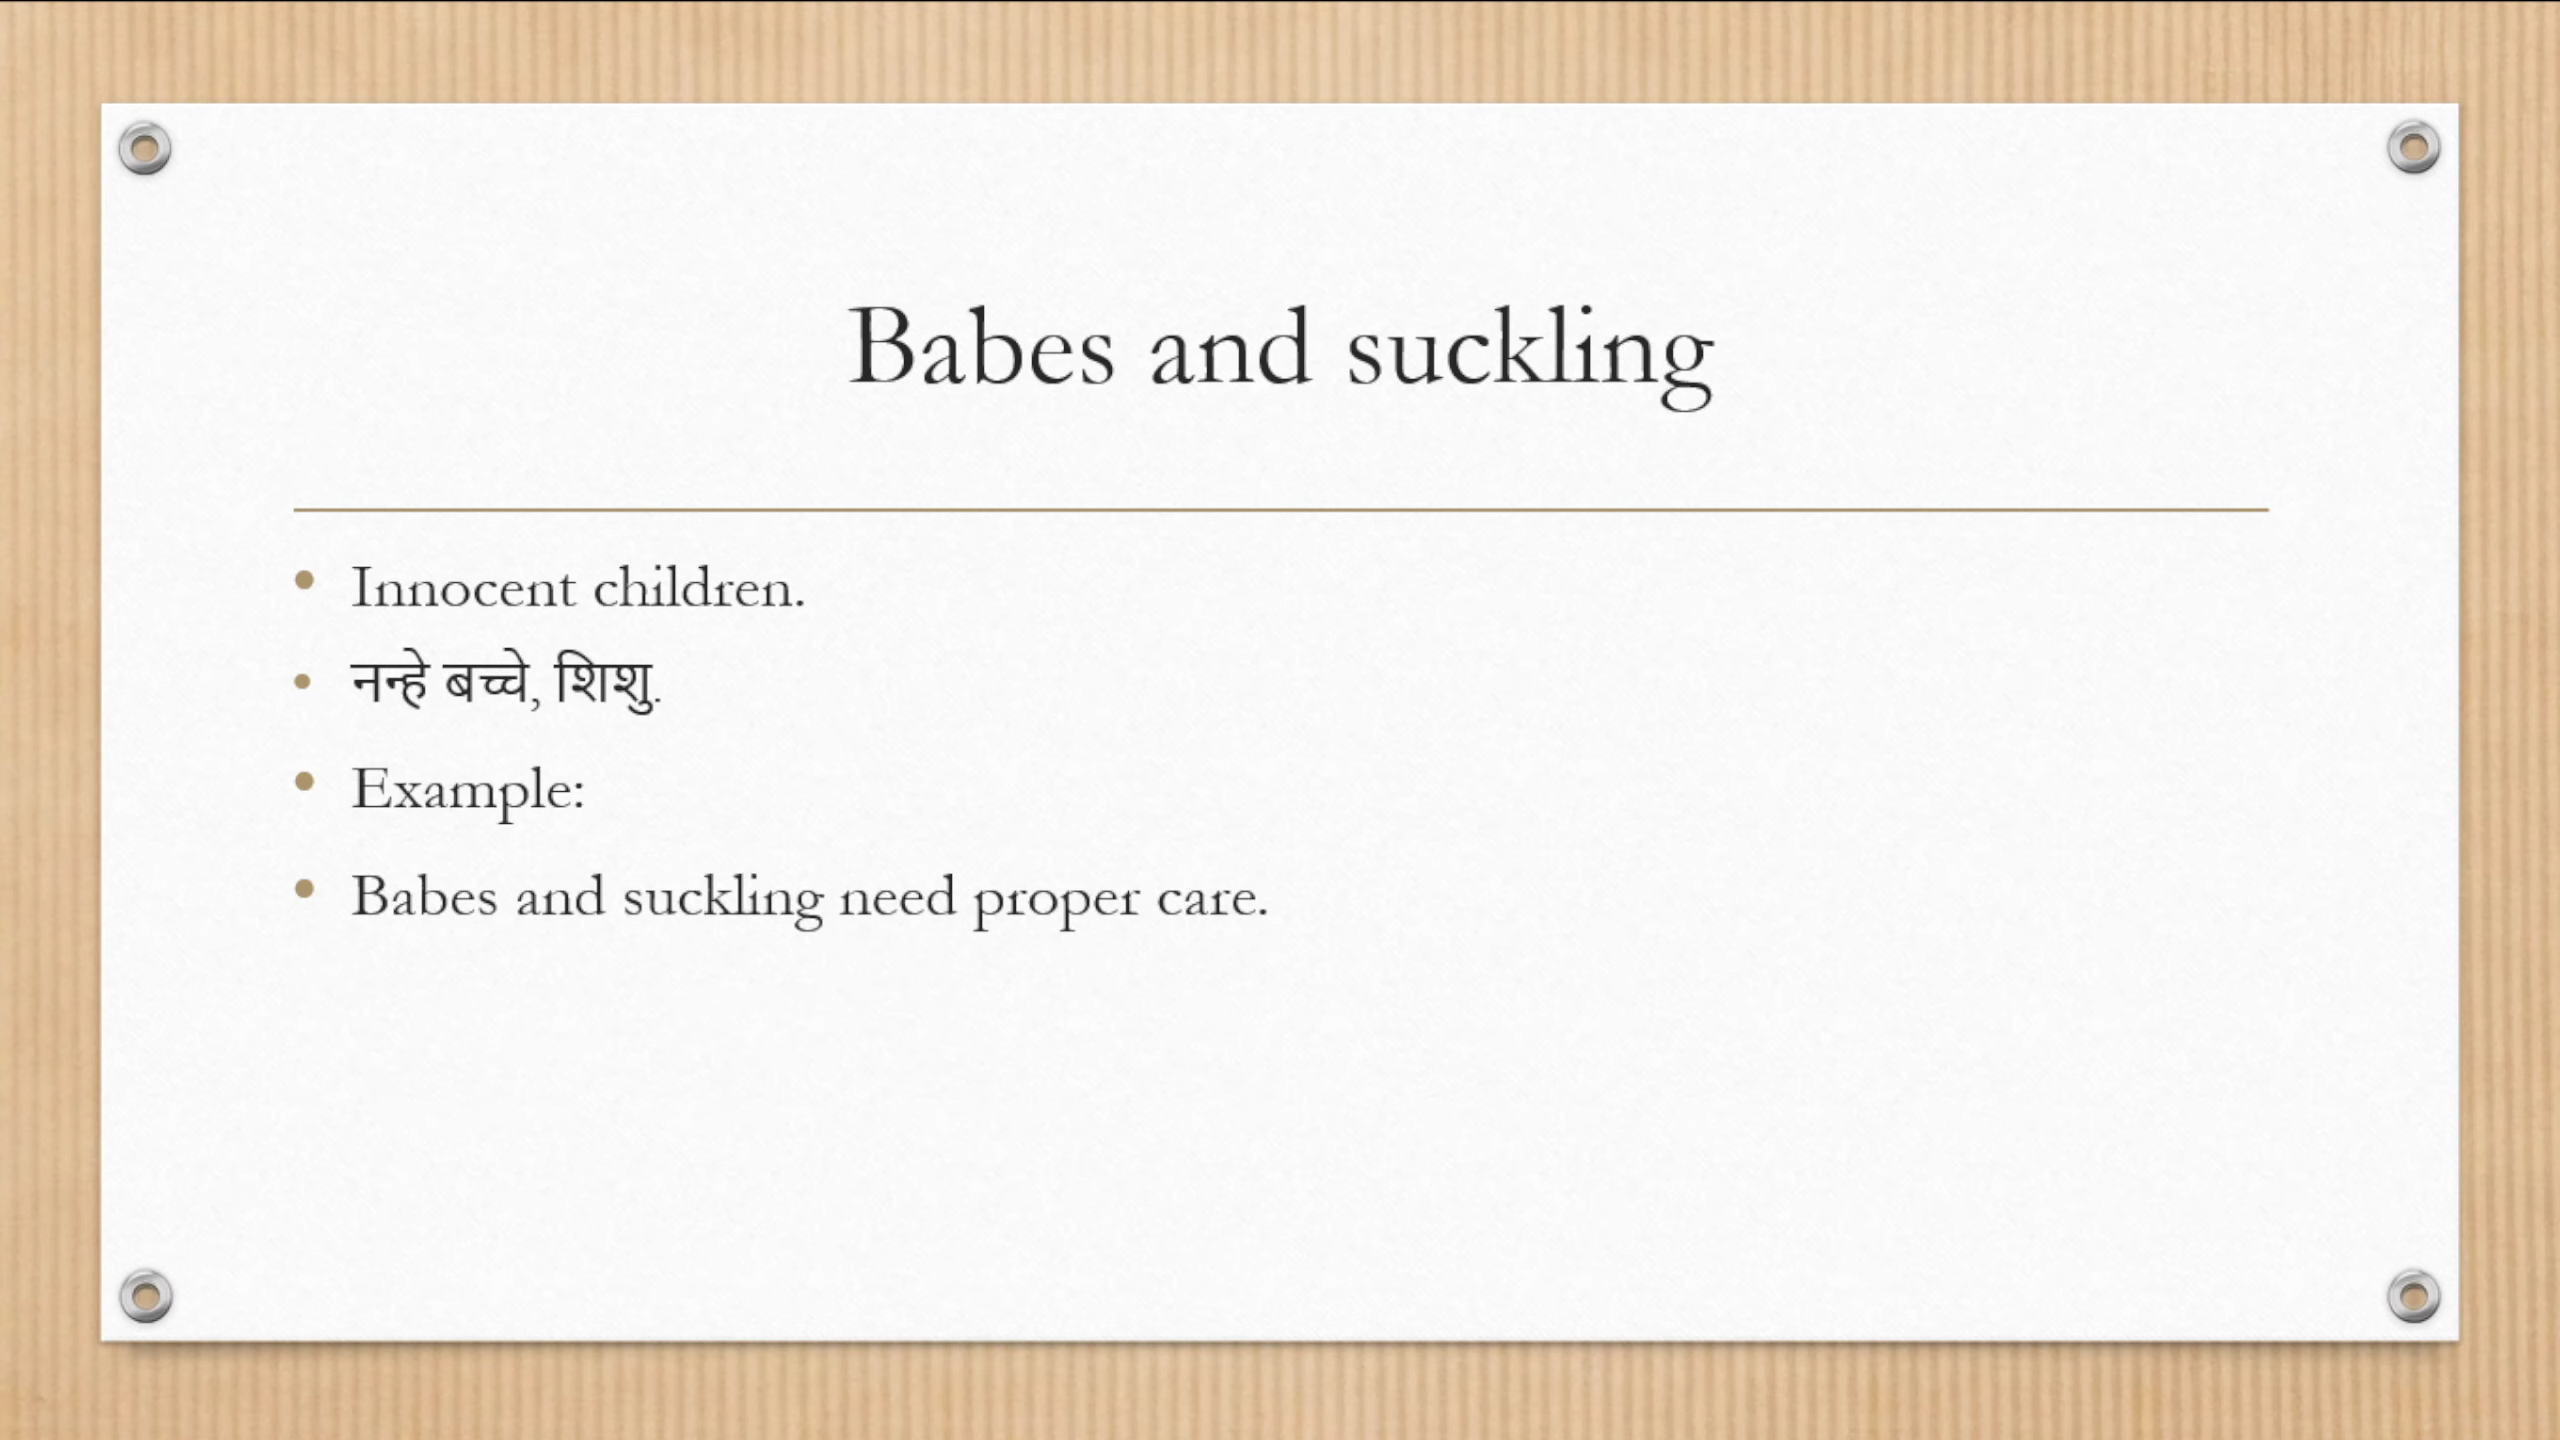 Babes and suckling
Innocent children.
नन्हे बच्चे, शिशु.
Example:
Babes and suckling need proper care.